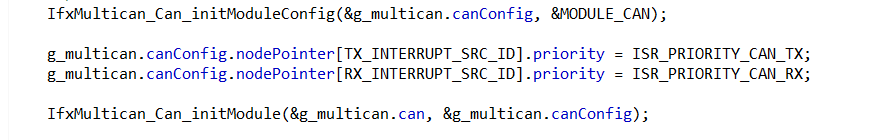 IfxMultican_Can_initModuleConfig(&g_multican.canConfig, &MODULE_CAN);
g_multican.canConfig.nodePointer[TX_INTERRUPT_SRC_ID].priority = ISR_PRIORITY_CAN_TX;
g_multican.canConfig.nodePointer[RX_INTERRUPT_SRC_ID].priority = ISR_PRIORITY_CAN_RX;
IfxMultican_Can_initModule(&g_multican.can, &g_multican.canConfig);